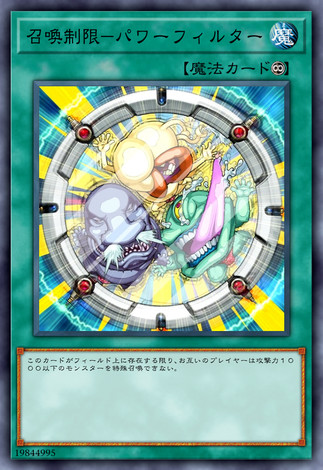 召喚制限-パワーフィルター 魔
【魔法カード♾】
このカードがフィールド上に存在する限り、お互いのプレイヤーは攻撃力１０
００以下のモンスターを特殊召喚できない。
19844995